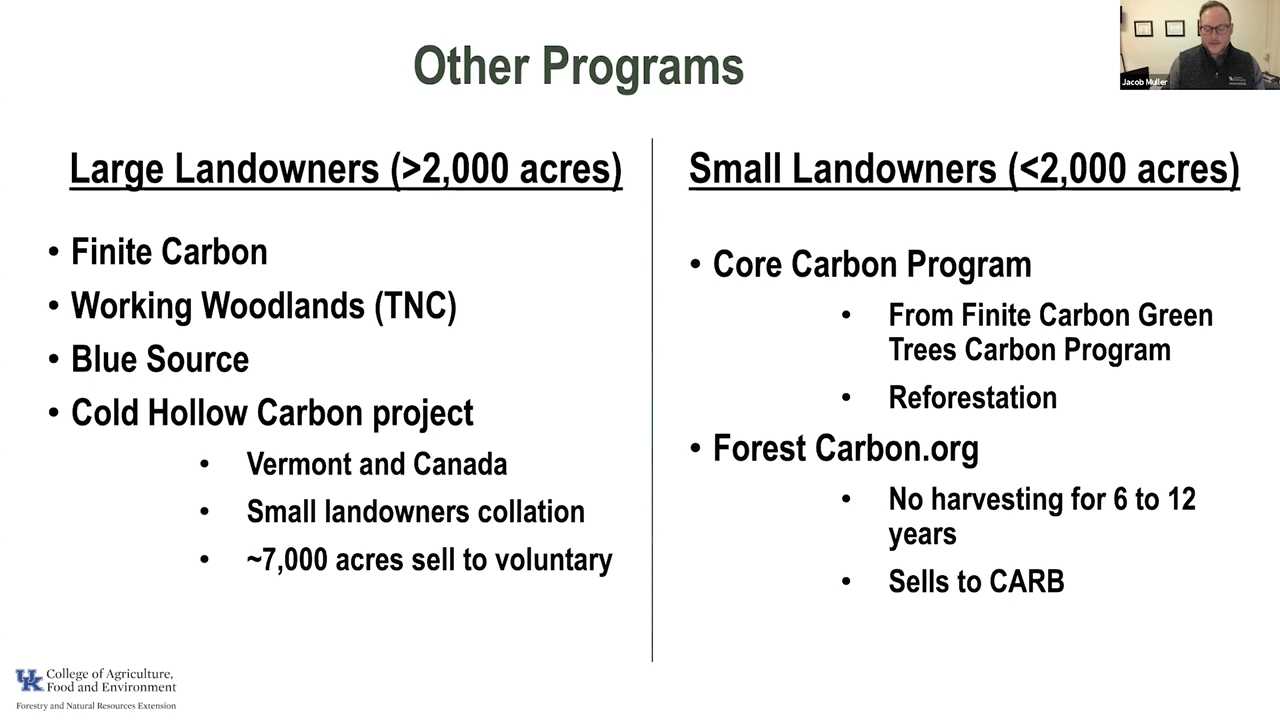 Other Programs
Jacob Muller
Large Landowners (>2,000 acres)
• Finite Carbon
• Working Woodlands (TNC)
• Blue Source
• Cold Hollow Carbon project
• Vermont and Canada
• Small landowners collation
• ~7,000 acres sell to voluntary
Small Landowners (<2,000 acres)
• Core Carbon Program
• From Finite Carbon Green
Trees Carbon Program
• Reforestation
• Forest Carbon.org
• No harvesting for 6 to 12
years
• Sells to CARB
UK College of Agriculture,
Food and Environment
Forestry and Natural Resources Extension